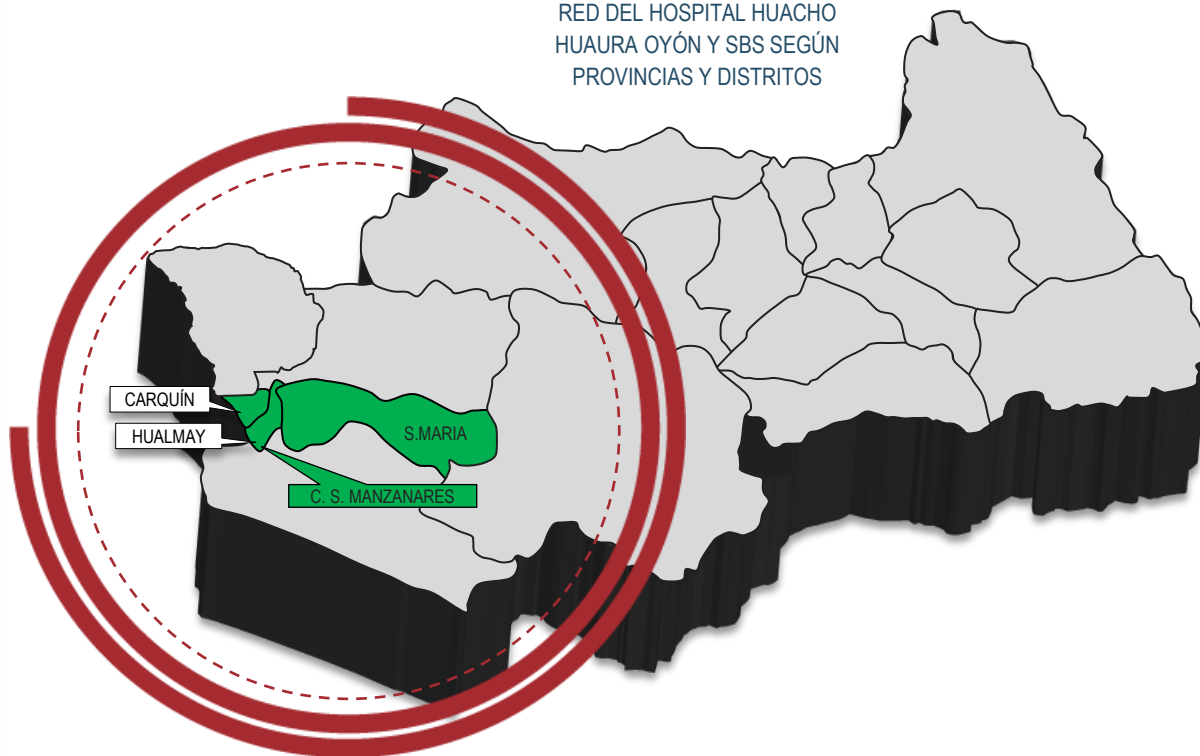 RED DEL HOSPITAL HUACHO
HUAURA OYÓN Y SBS SEGÚN
PROVINCIAS Y DISTRITOS
CARQUÍN
HUALMAY
S.MARIA
C. S. MANZANARES